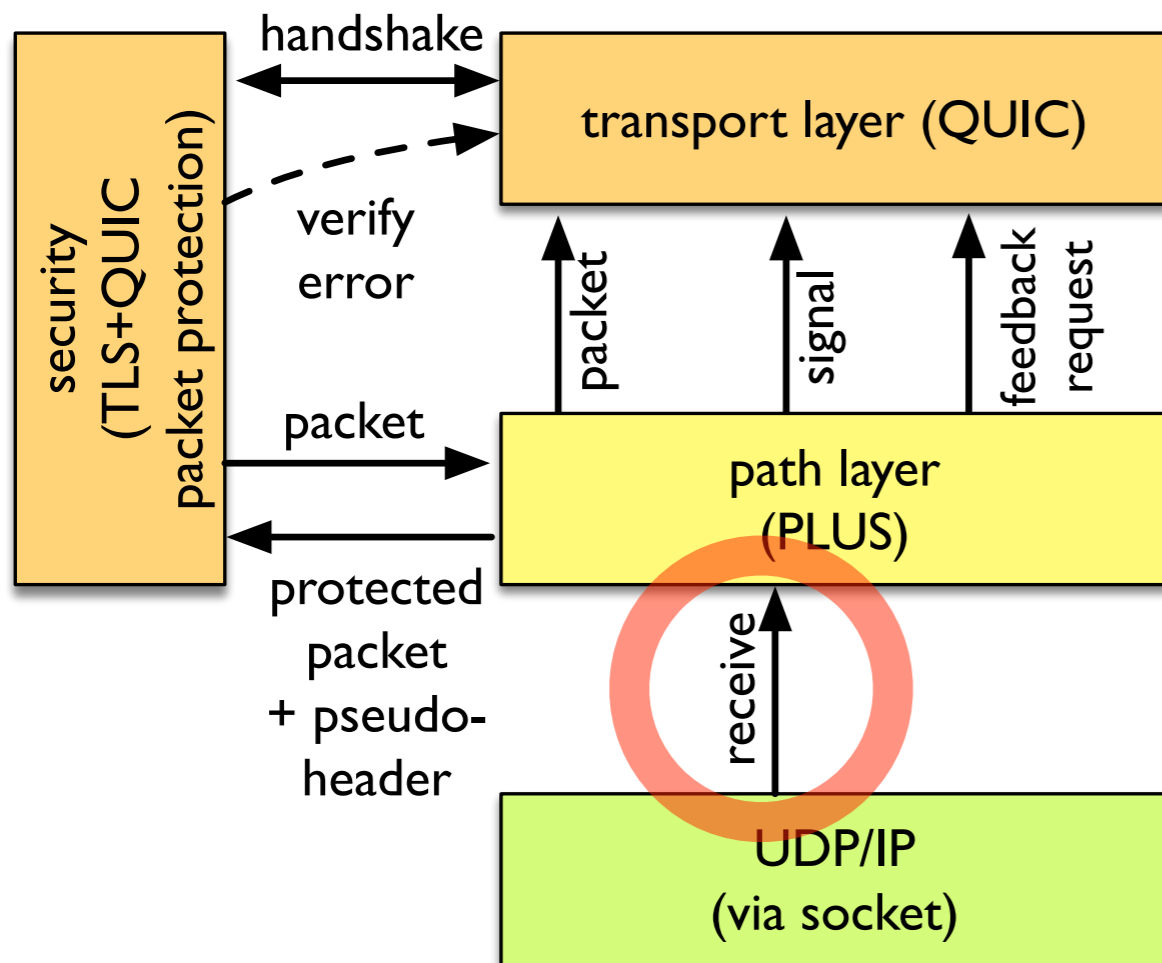 handshake
transport layer (QUIC)
security
(TLS+QUIC
packet protection)
verify
error
packet
signal
feedback
request
packet
path layer
(PLUS)
protected
packet
+ pseudo-
header
receive
UDP/IP
(via socket)